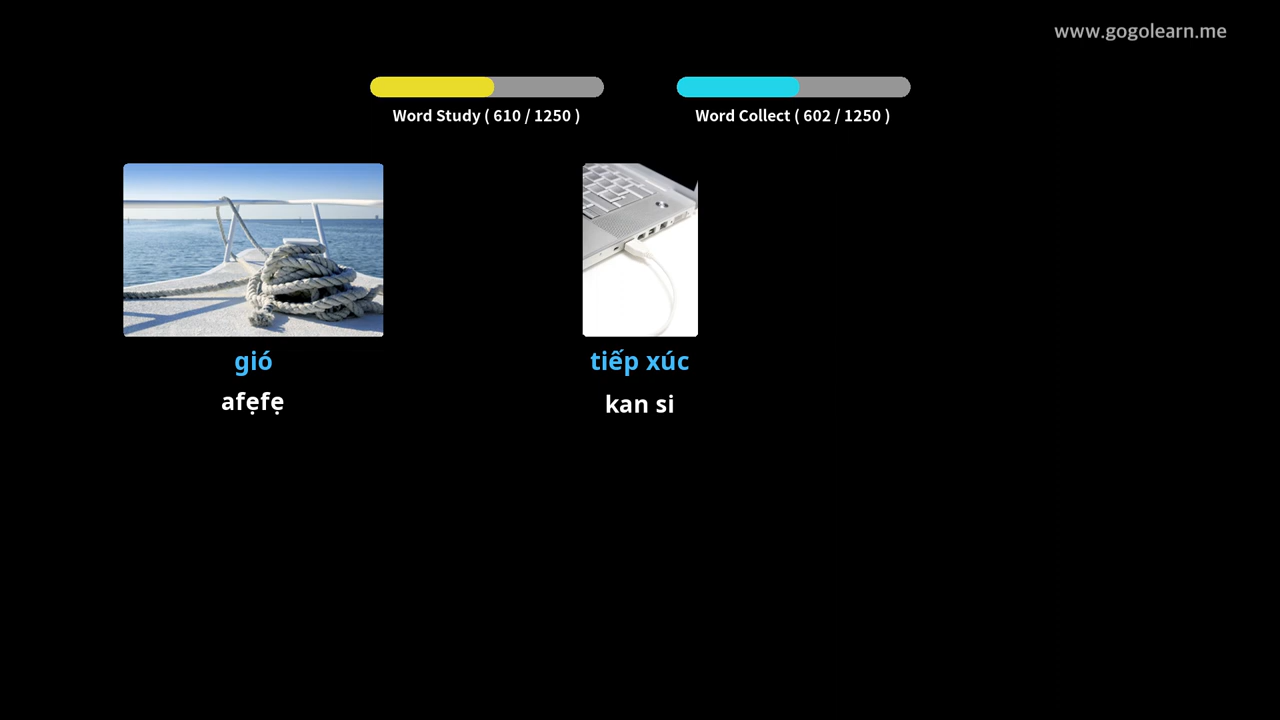 www.gogolearn.me
Word Study ( 610 / 1250 )
Word Collect ( 602 / 1250 )
gió
tiếp xúc
afẹfẹ
kan si